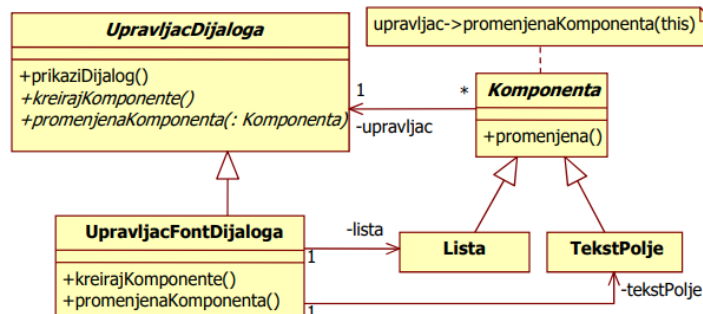 UpravljacDijaloga
+prikaziDijalog()
+kreirajKomponente()
+promenjenaKomponenta(: Komponenta)
upravljac->promenjenaKomponenta(this)
1
*
-upravljac
Komponenta
+promenjena()
UpravljacFontDijaloga
+kreirajKomponente()
+promenjenaKomponenta()
-lista
1
Lista
TekstPolje
-tekstPolje
1